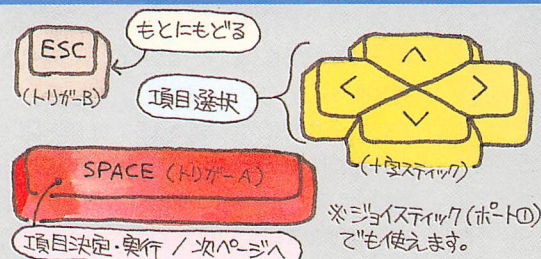 ESC
(トリガーB)
もとにもどる
項目選択
(十字スティック)
SPACE (トリガーA)
項目決定・実行 / 次ページへ
※ジョイスティック(ポート①)
でも使えます。